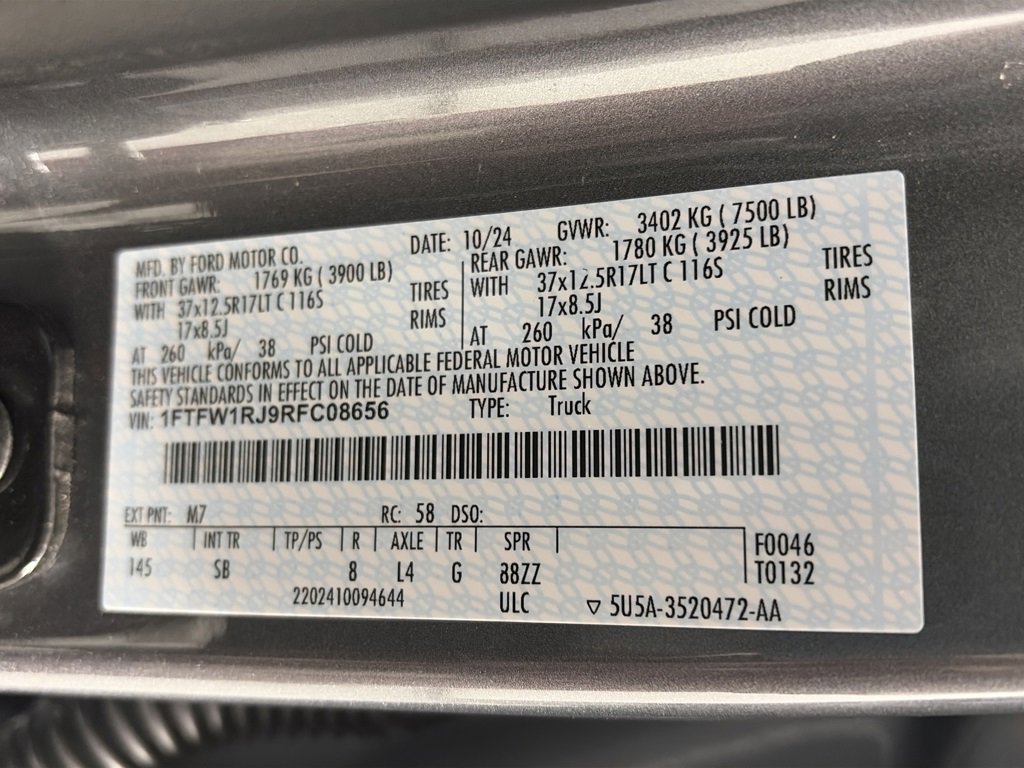 MFD. BY FORD MOTOR CO. DATE: 10/24 GVWR: 3402 KG ( 7500 LB)
FRONT GAWR: 1769 KG ( 3900 LB) REAR GAWR: 1780 KG ( 3925 LB)
WITH 37x12.5R17LT C 116S TIRES WITH 37x12.5R17LT C 116S TIRES
17x8.5J RIMS 17x8.5J RIMS
AT 260 kPa/ 38 PSI COLD AT 260 kPa/ 38 PSI COLD
THIS VEHICLE CONFORMS TO ALL APPLICABLE FEDERAL MOTOR VEHICLE
SAFETY STANDARDS IN EFFECT ON THE DATE OF MANUFACTURE SHOWN ABOVE.
VIN: 1FTFW1RJ9RFC08656 TYPE: Truck
EXT PNT: M7 RC: 58 DSO:
WB INT TR TP/PS R AXLE TR SPR F0046
145 SB 8 L4 G 88ZZ T0132
2202410094644 ULC ▽ 5U5A-3520472-AA